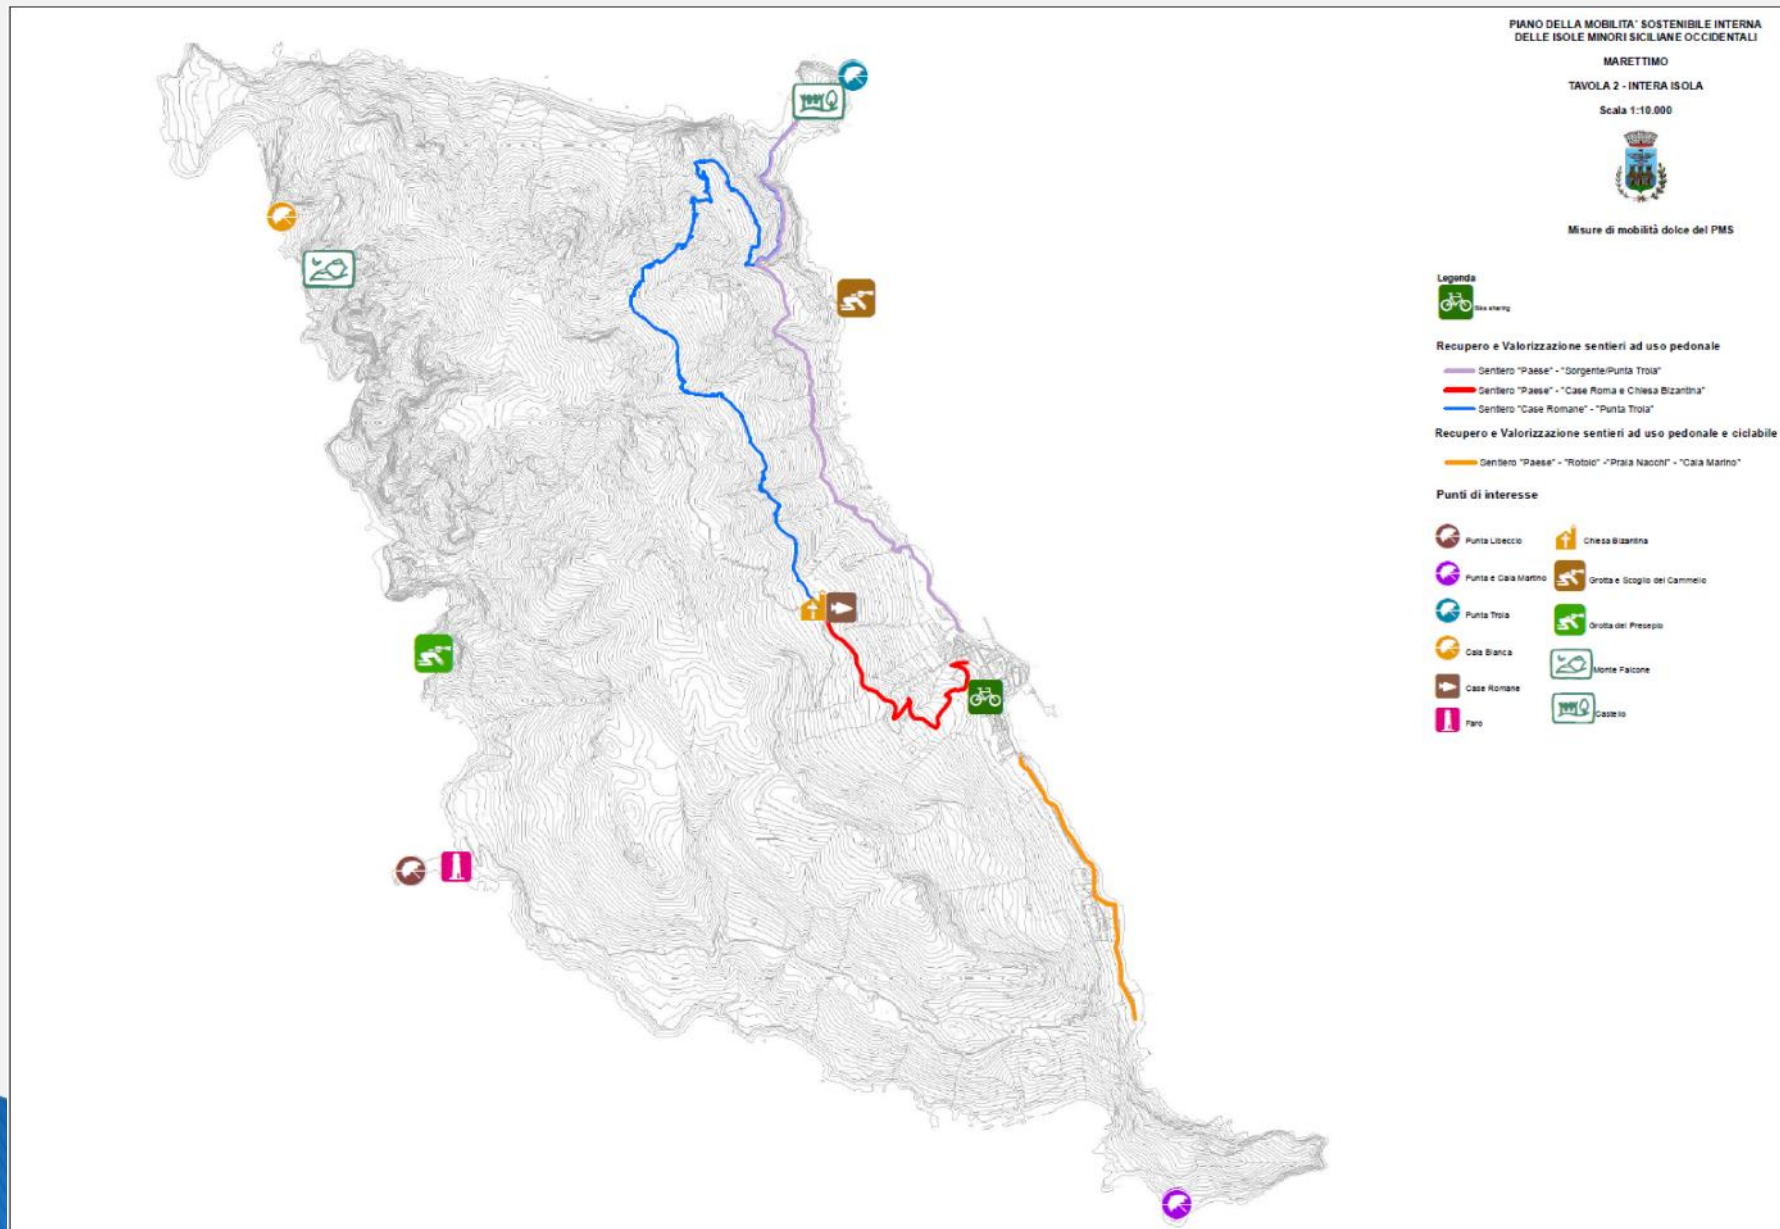 PIANO DELLA MOBILITA' SOSTENIBILE INTERNA
DELLE ISOLE MINORI SICILIANE OCCIDENTALI
MARETTIMO
TAVOLA 2 - INTERA ISOLA
Scala 1:10.000
Misure di mobilità dolce del PMS
Legenda
Bike sharing
Recupero e Valorizzazione sentieri ad uso pedonale
Sentiero "Paese" - "Sorgente/Punta Troia"
Sentiero "Paese" - "Case Roma e Chiesa Bizantina"
Sentiero "Case Romane" - "Punta Troia"
Recupero e Valorizzazione sentieri ad uso pedonale e ciclabile
Sentiero "Paese" - "Rotolo" -"Praia Nacchi" - "Cala Marino"
Punti di interesse
Punta Libeccio
Chiesa Bizantina
Punta e Cala Martino
Grotta e Scoglio del Cammello
Punta Troia
Grotta del Presepio
Cala Bianca
Monte Falcone
Case Romane
Castello
Faro